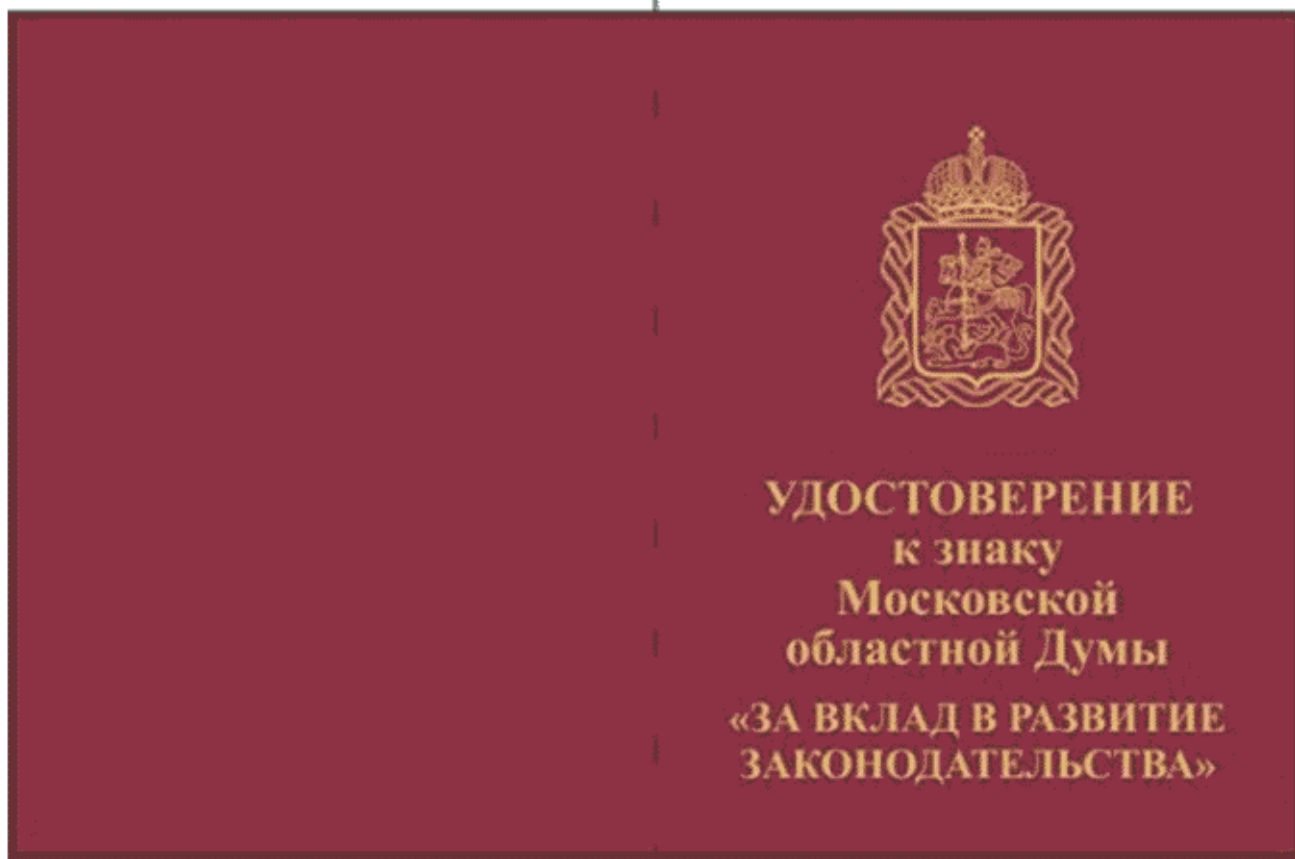 УДОСТОВЕРЕНИЕ
к знаку
Московской
областной Думы
«ЗА ВКЛАД В РАЗВИТИЕ
ЗАКОНОДАТЕЛЬСТВА»